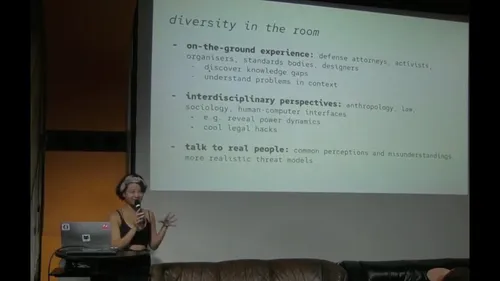 diversity in the room
- on-the-ground experience: defense attorneys, activists,
organisers, standards bodies, designers
- discover knowledge gaps
- understand problems in context
- interdisciplinary perspectives: anthropology, law,
sociology, human-computer interfaces
- e.g. reveal power dynamics
- cool legal hacks
- talk to real people: common perceptions and misunderstandings
more realistic threat models